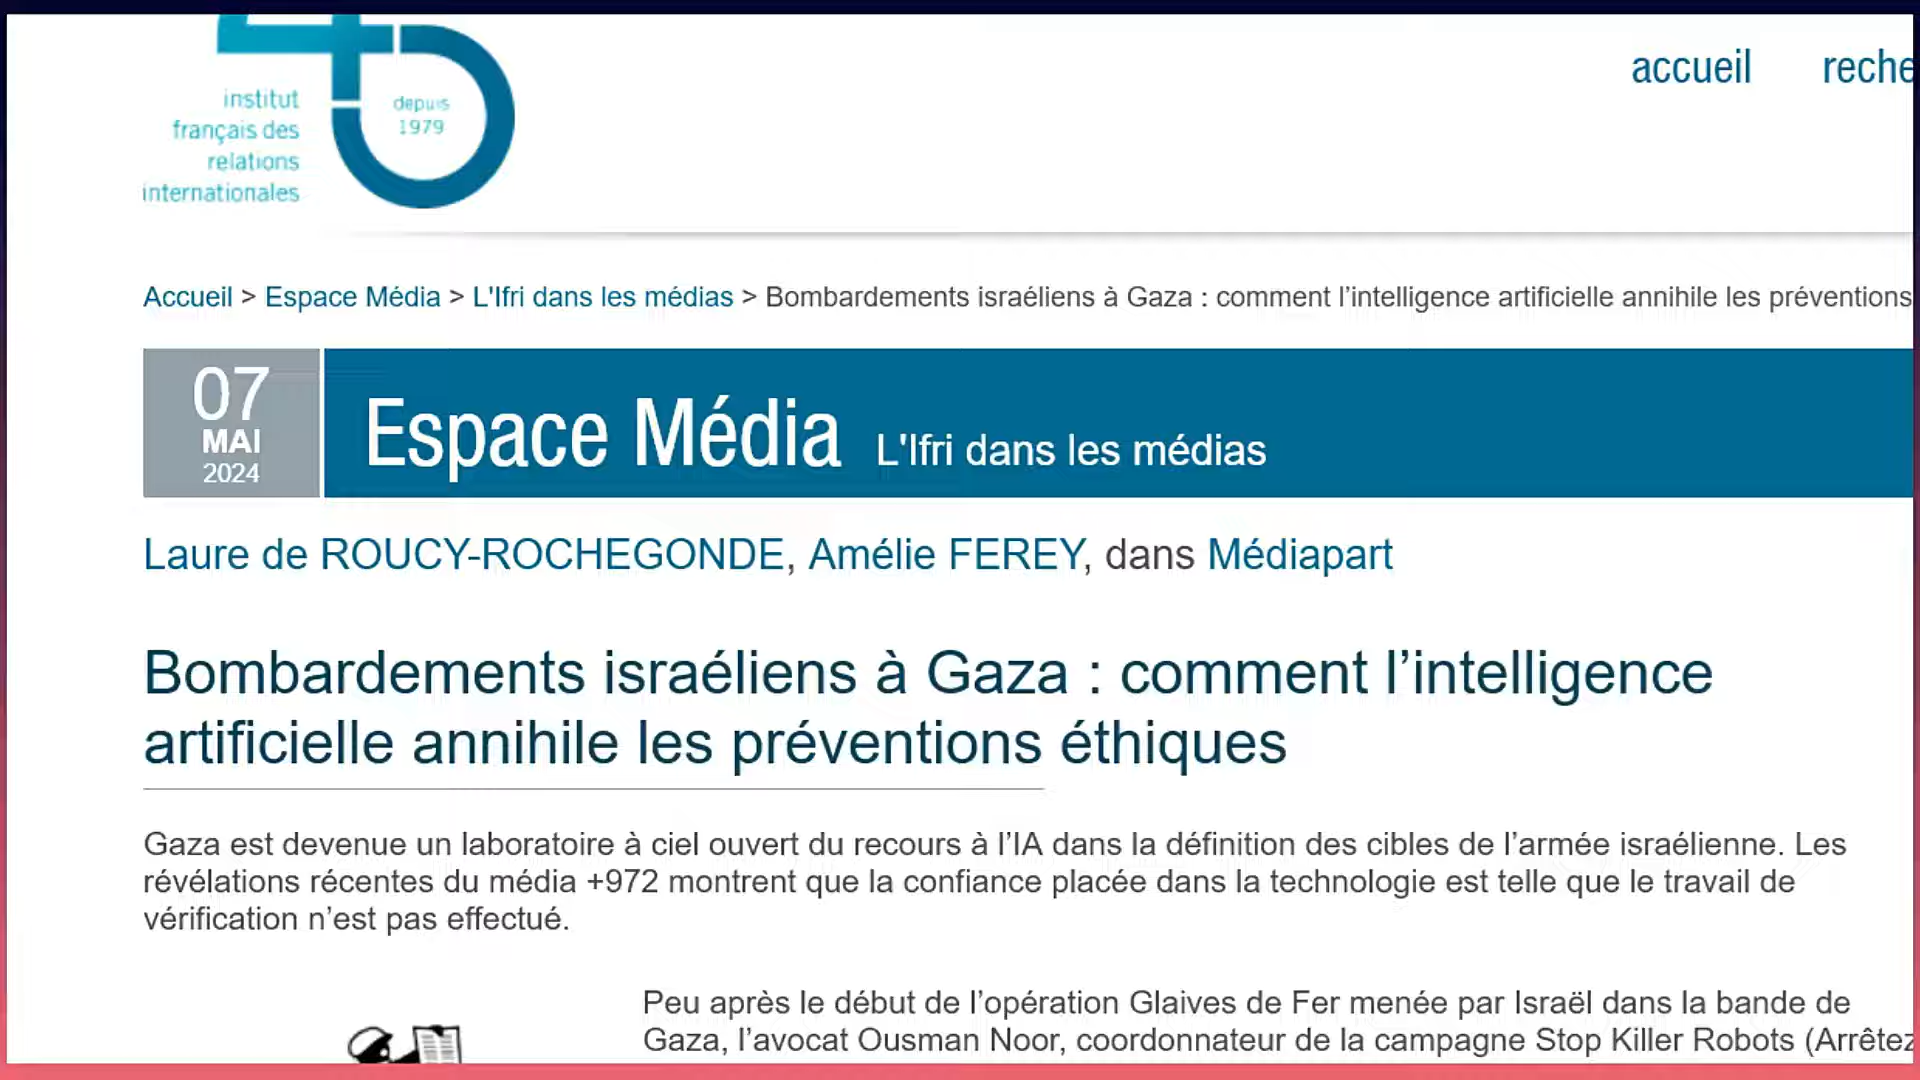 accueil
institut
français des
relations
internationales
depuis
1979
Accueil > Espace Média > L'Ifri dans les médias > Bombardements israéliens à Gaza : comment l’intelligence artificielle annihile les préventions
07
MAI
2024
Espace Média L'Ifri dans les médias
Laure de ROUCY-ROCHEGONDE, Amélie FEREY, dans Médiapart
Bombardements israéliens à Gaza : comment l’intelligence
artificielle annihile les préventions éthiques
Gaza est devenue un laboratoire à ciel ouvert du recours à l’IA dans la définition des cibles de l’armée israélienne. Les
révélations récentes du média +972 montrent que la confiance placée dans la technologie est telle que le travail de
vérification n’est pas effectué.
Peu après le début de l’opération Glaives de Fer menée par Israël dans la bande de
Gaza, l’avocat Ousman Noor, coordonnateur de la campagne Stop Killer Robots (Arrêtez